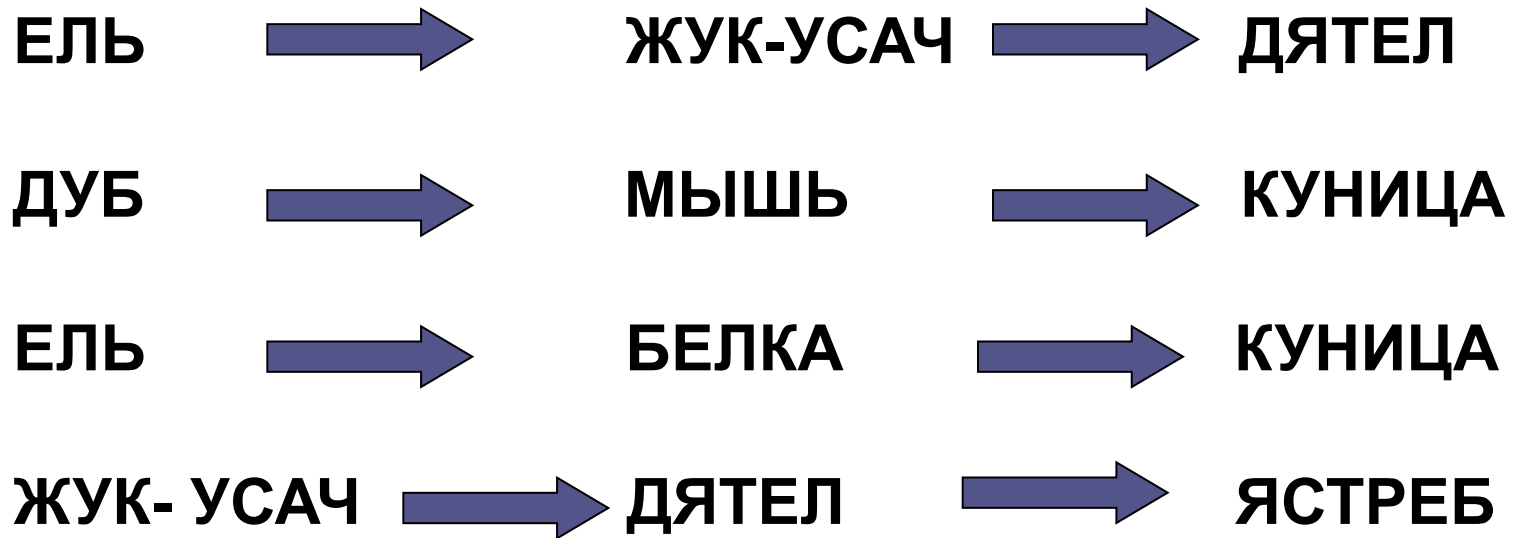 ЕЛЬ ЖУК-УСАЧ ДЯТЕЛ
ДУБ МЫШЬ КУНИЦА
ЕЛЬ БЕЛКА КУНИЦА
ЖУК- УСАЧ ДЯТЕЛ ЯСТРЕБ